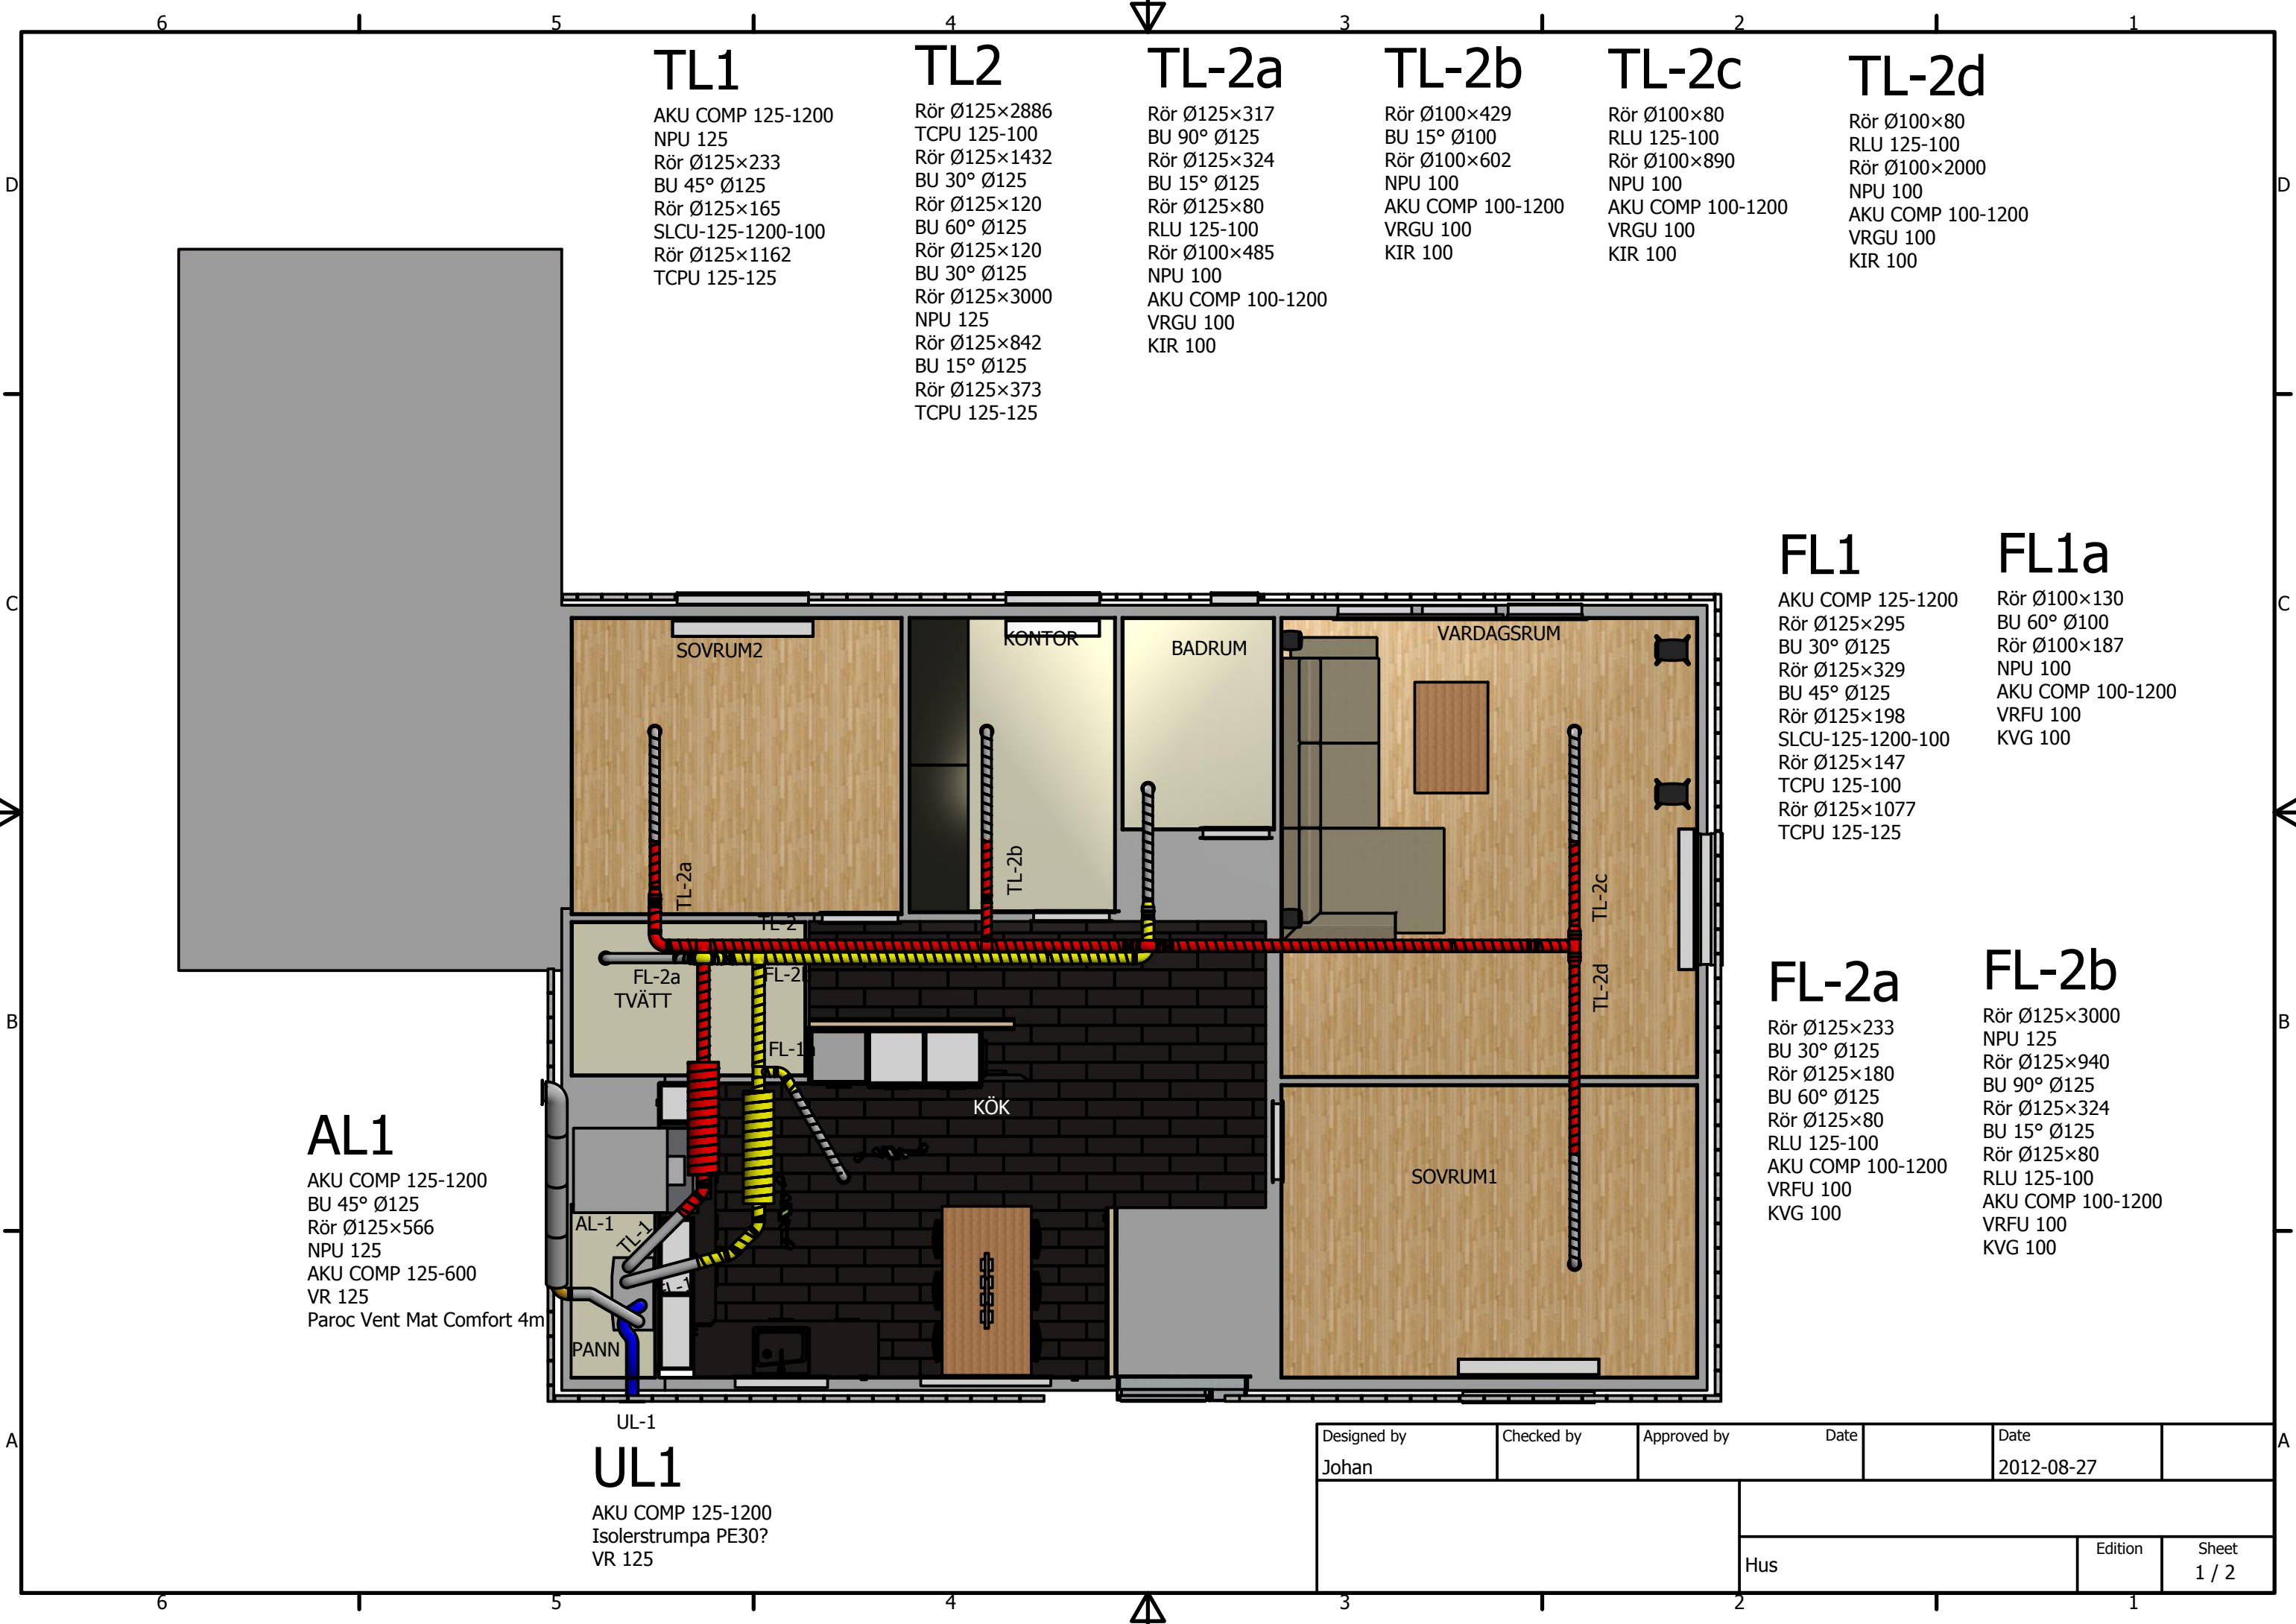 6 5 4 3 2 1
TL1
AKU COMP 125-1200
NPU 125
Rör Ø125×233
BU 45° Ø125
Rör Ø125×165
SLCU-125-1200-100
Rör Ø125×1162
TCPU 125-125
TL2
Rör Ø125×2886
TCPU 125-100
Rör Ø125×1432
BU 30° Ø125
Rör Ø125×120
BU 60° Ø125
Rör Ø125×120
BU 30° Ø125
Rör Ø125×3000
NPU 125
Rör Ø125×842
BU 15° Ø125
Rör Ø125×373
TCPU 125-125
TL-2a
Rör Ø125×317
BU 90° Ø125
Rör Ø125×324
BU 15° Ø125
Rör Ø125×80
RLU 125-100
Rör Ø100×485
NPU 100
AKU COMP 100-1200
VRGU 100
KIR 100
TL-2b
Rör Ø100×429
BU 15° Ø100
Rör Ø100×602
NPU 100
AKU COMP 100-1200
VRGU 100
KIR 100
TL-2c
Rör Ø100×80
RLU 125-100
Rör Ø100×890
NPU 100
AKU COMP 100-1200
VRGU 100
KIR 100
TL-2d
Rör Ø100×80
RLU 125-100
Rör Ø100×2000
NPU 100
AKU COMP 100-1200
VRGU 100
KIR 100
D D
C C
B B
A A
FL1
AKU COMP 125-1200
Rör Ø125×295
BU 30° Ø125
Rör Ø125×329
BU 45° Ø125
Rör Ø125×198
SLCU-125-1200-100
Rör Ø125×147
TCPU 125-100
Rör Ø125×1077
TCPU 125-125
FL1a
Rör Ø100×130
BU 60° Ø100
Rör Ø100×187
NPU 100
AKU COMP 100-1200
VRFU 100
KVG 100
SOVRUM2
KONTOR
BADRUM
VARDAGSRUM
TL-2a
TL-2b
TL-2c
TL-2
FL-2a
TVÄTT
TL-2d
KÖK
SOVRUM1
AL-1
TL-1
PANN
UL-1
FL-2a
Rör Ø125×233
BU 30° Ø125
Rör Ø125×180
BU 60° Ø125
Rör Ø125×80
RLU 125-100
AKU COMP 100-1200
VRFU 100
KVG 100
FL-2b
Rör Ø125×3000
NPU 125
Rör Ø125×940
BU 90° Ø125
Rör Ø125×324
BU 15° Ø125
Rör Ø125×80
RLU 125-100
AKU COMP 100-1200
VRFU 100
KVG 100
AL1
AKU COMP 125-1200
BU 45° Ø125
Rör Ø125×566
NPU 125
AKU COMP 125-600
VR 125
Paroc Vent Mat Comfort 4m
UL1
AKU COMP 125-1200
Isolerstrumpa PE30?
VR 125
Designed by Checked by Approved by Date Date
Johan 2012-08-27
Hus Edition Sheet
1 / 2
6 5 4 3 2 1